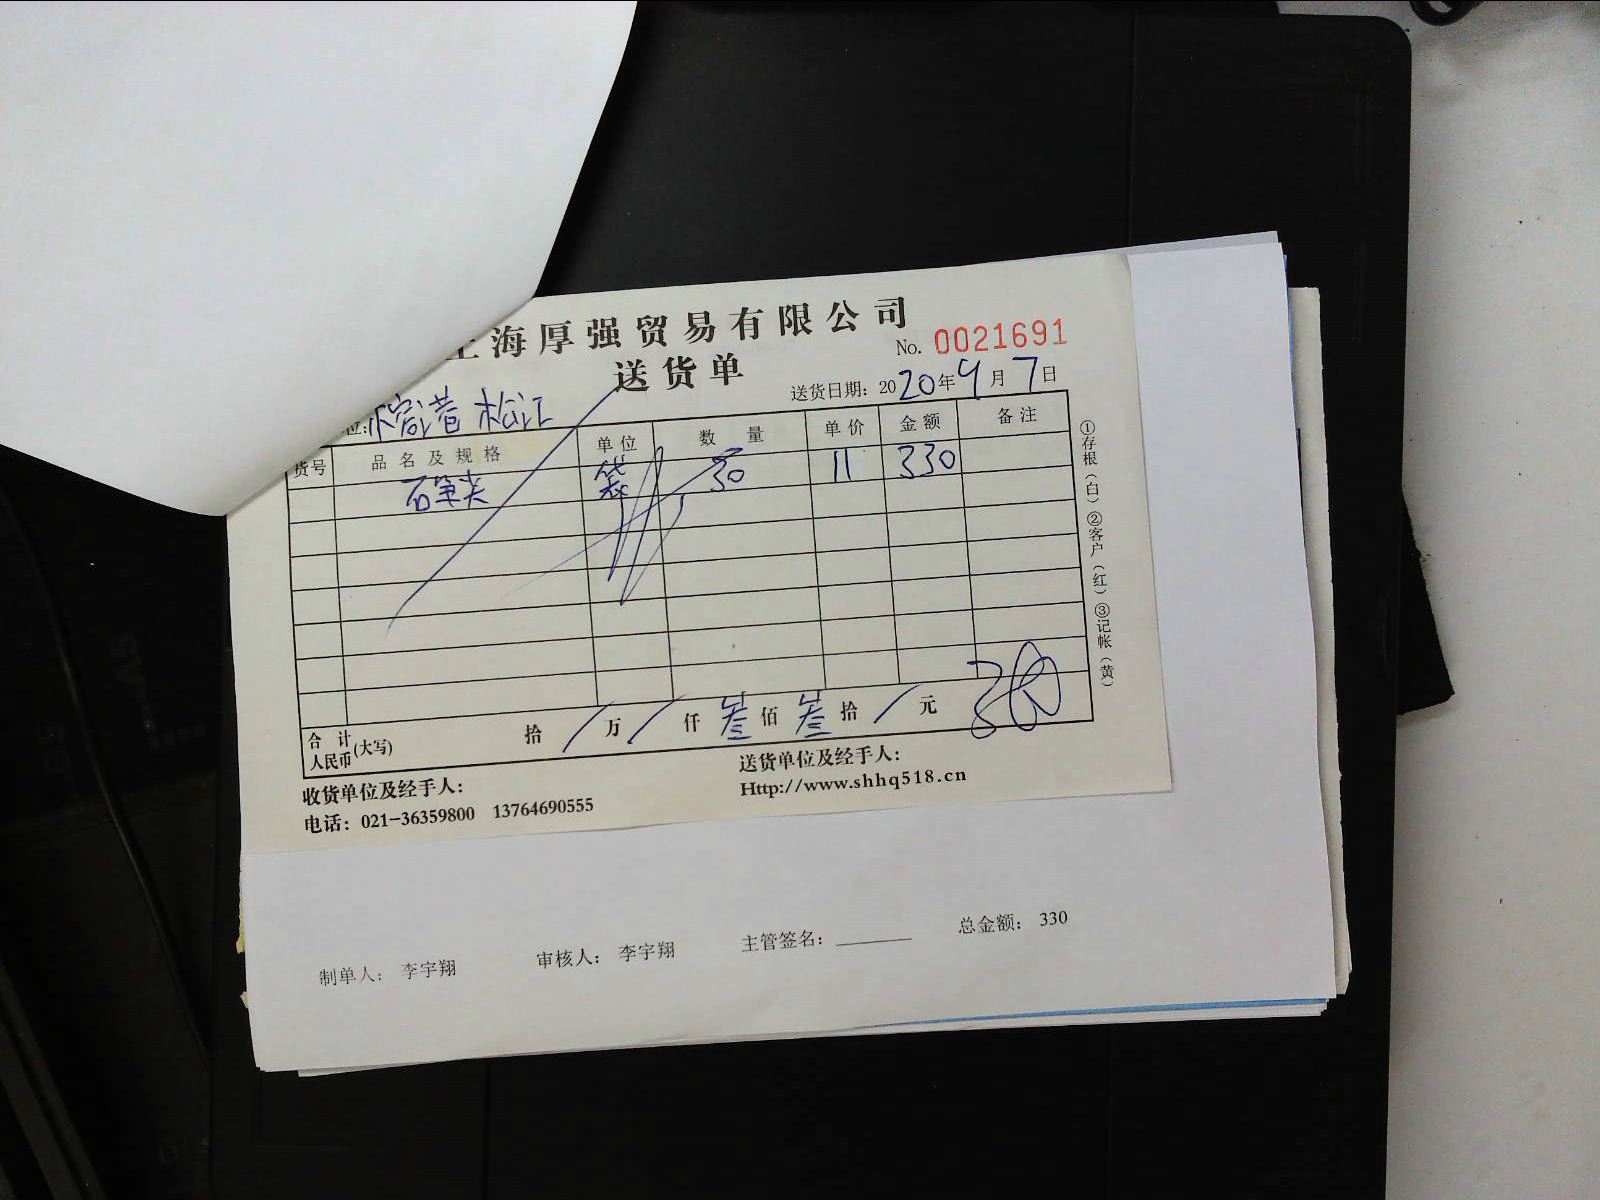 上海厚强贸易有限公司
送货单
No. 0021691
位: 松江
送货日期: 2020年9月7日
货号 品名及规格 单位 数量 单价 金额 备注
石笔尖 袋 30 11 330
合计人民币(大写) 拾 / 万 / 仟 叁 佰 叁 拾 / 元
①存根(白) ②客户(红) ③记帐(黄)
收货单位及经手人:
送货单位及经手人:
电话: 021-36359800 13764690555
Http://www.shhq518.cn
制单人: 李宇翔 审核人: 李宇翔 主管签名: ________ 总金额: 330